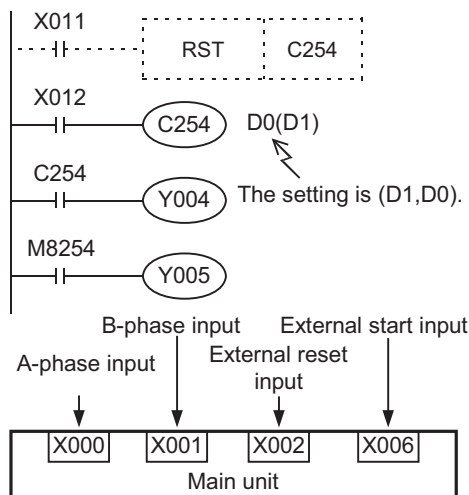 X011
RST C254
X012
C254 D0(D1)
C254
Y004 The setting is (D1,D0).
M8254
Y005
B-phase input External start input
A-phase input External reset
input
X000 X001 X002 X006
Main unit